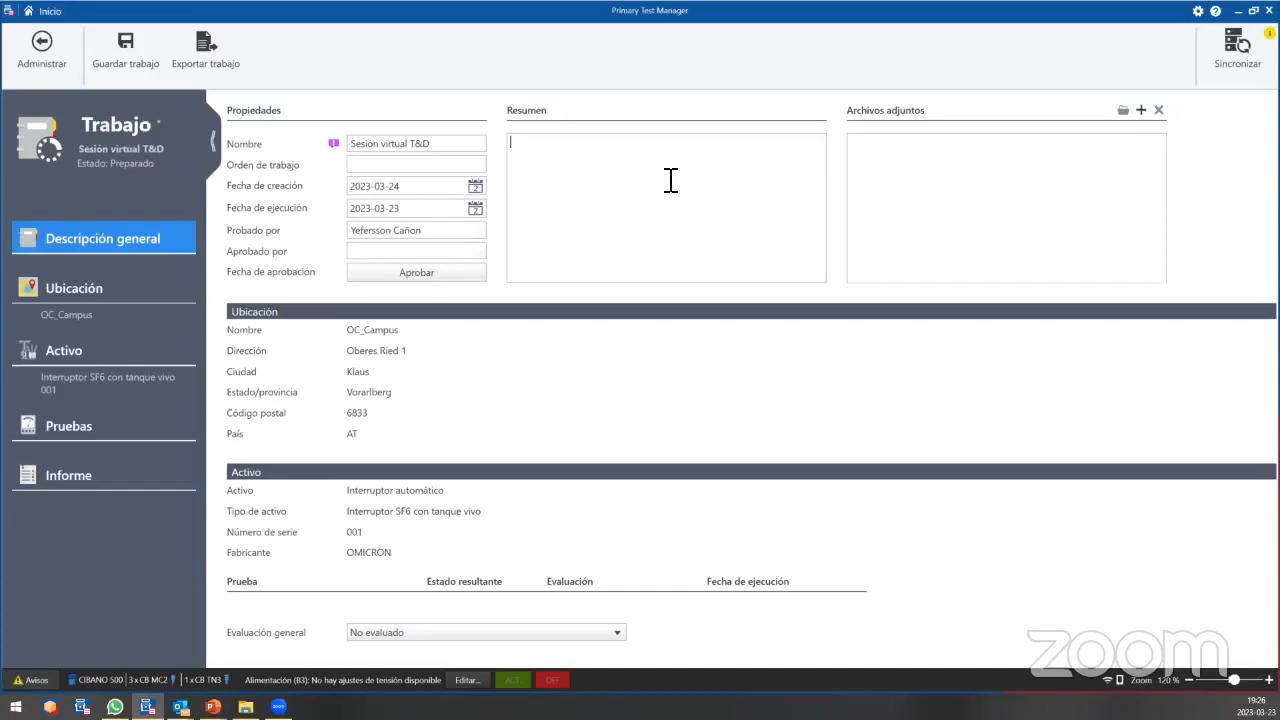 Inicio
Primary Test Manager
Administrar
Guardar trabajo
Exportar trabajo
Sincronizar
Trabajo *
Sesión virtual T&D
Estado: Preparado
Descripción general
Ubicación
OC_Campus
Activo
Interruptor SF6 con tanque vivo
001
Pruebas
Informe
Propiedades
Nombre Sesión virtual T&D
Orden de trabajo
Fecha de creación 2023-03-24
Fecha de ejecución 2023-03-23
Probado por Yefersson Cañon
Aprobado por
Fecha de aprobación Aprobar
Resumen
Archivos adjuntos
Ubicación
Nombre OC_Campus
Dirección Oberes Ried 1
Ciudad Klaus
Estado/provincia Vorarlberg
Código postal 6833
País AT
Activo
Activo Interruptor automático
Tipo de activo Interruptor SF6 con tanque vivo
Número de serie 001
Fabricante OMICRON
Prueba Estado resultante Evaluación Fecha de ejecución
Evaluación general No evaluado
zoom
Avisos CIBANO 500 | 3 x CB MC2 | 1 x CB TN3 Alimentación (B3): No hay ajustes de tensión disponible Editar... ACT. OFF Zoom 120 %
19:26
2023-03-23